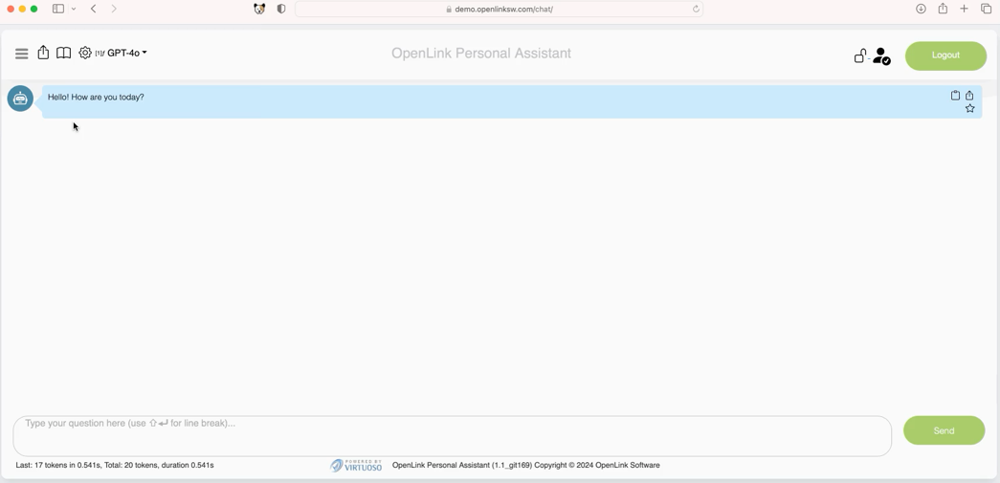 demo.openlinksw.com/chat/
GPT-4o
OpenLink Personal Assistant
Logout
Hello! How are you today?
Type your question here (use ⇧↵ for line break)...
Send
Last: 17 tokens in 0.541s, Total: 20 tokens, duration 0.541s
POWERED BY
VIRTUOSO
OpenLink Personal Assistant (1.1_git169) Copyright © 2024 OpenLink Software